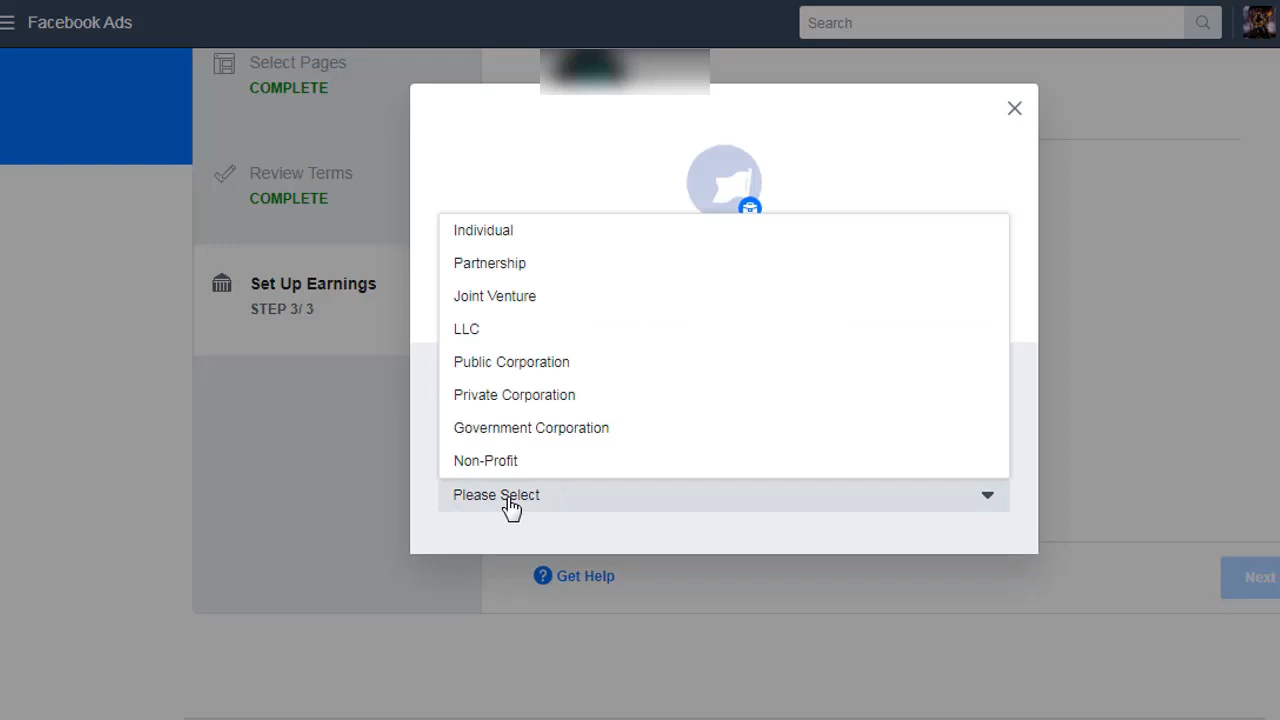 Facebook Ads
Search
Select Pages
COMPLETE
Review Terms
COMPLETE
Set Up Earnings
STEP 3/ 3
Individual
Partnership
Joint Venture
LLC
Public Corporation
Private Corporation
Government Corporation
Non-Profit
Please Select
Get Help
Next